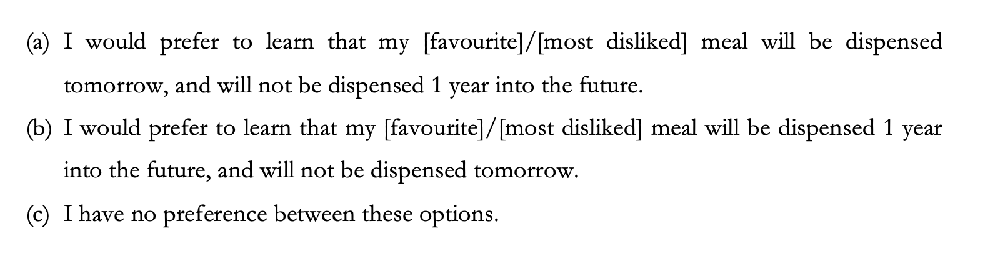 (a) I would prefer to learn that my [favourite]/[most disliked] meal will be dispensed
tomorrow, and will not be dispensed 1 year into the future.
(b) I would prefer to learn that my [favourite]/[most disliked] meal will be dispensed 1 year
into the future, and will not be dispensed tomorrow.
(c) I have no preference between these options.